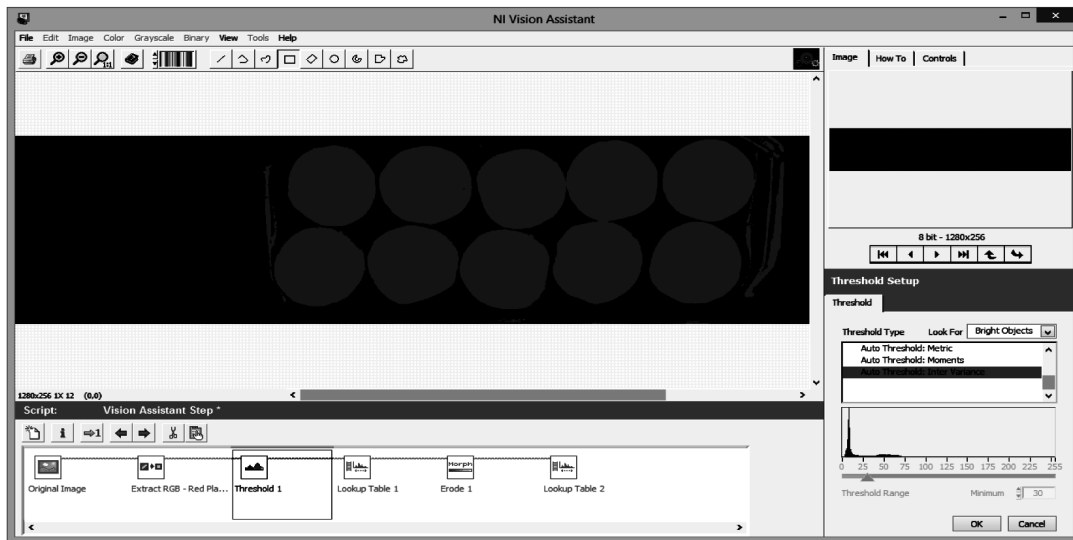 NI Vision Assistant
File Edit Image Color Grayscale Binary View Tools Help
1:1
Image How To Controls
8 bit - 1280x256
Threshold Setup
Threshold
Threshold Type Look For Bright Objects
Auto Threshold: Metric
Auto Threshold: Moments
Auto Threshold: Inter Variance
0 25 50 75 100 125 150 175 200 225 255
Threshold Range Minimum 30
OK Cancel
1280x256 1X 12 (0,0)
Script: Vision Assistant Step *
1
Morph
Original Image Extract RGB - Red Pla... Threshold 1 Lookup Table 1 Erode 1 Lookup Table 2